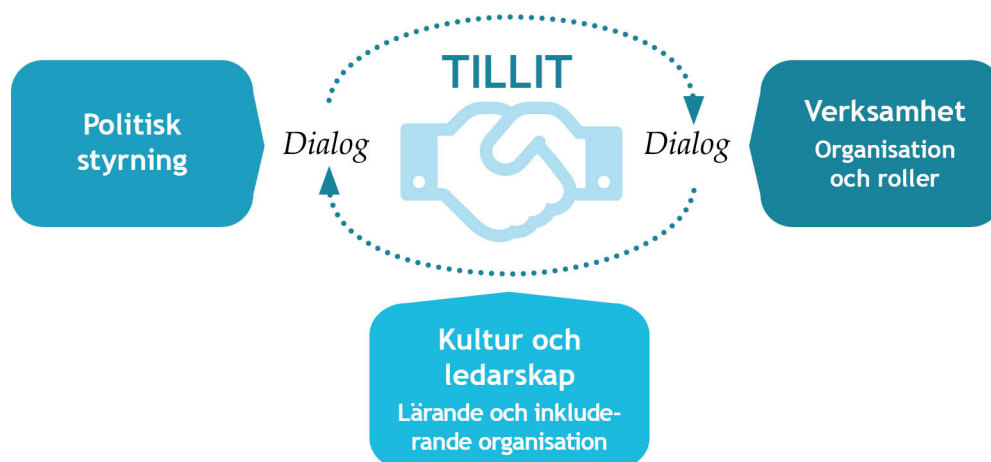 Politisk
styrning
Dialog
TILLIT
Dialog
Verksamhet
Organisation
och roller
Kultur och
ledarskap
Lärande och inklude-
rande organisation